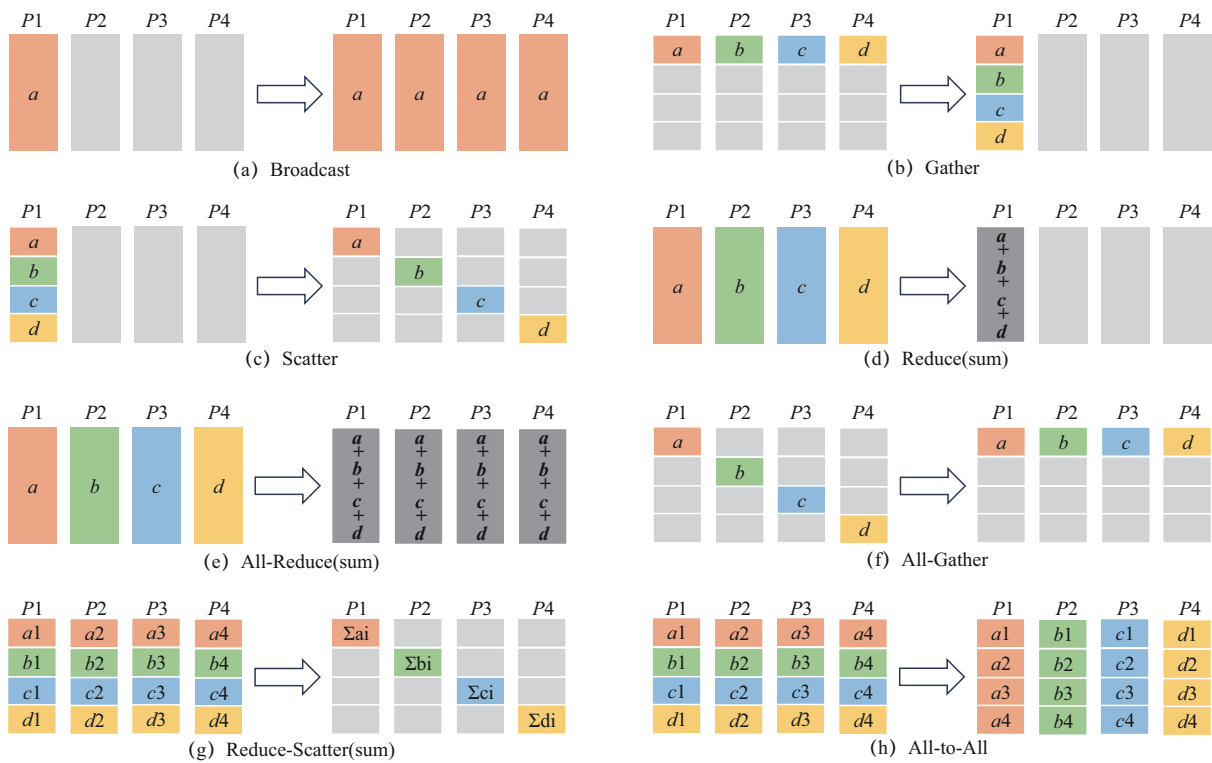 P1 P2 P3 P4 P1 P2 P3 P4
a a a a a
(a) Broadcast
P1 P2 P3 P4 P1 P2 P3 P4
a b c d a
b
c
d
(b) Gather
P1 P2 P3 P4 P1 P2 P3 P4
a a
b b
c c
d d
(c) Scatter
P1 P2 P3 P4 P1 P2 P3 P4
a b c d a+b+c+d
(d) Reduce(sum)
P1 P2 P3 P4 P1 P2 P3 P4
a b c d a+b+c+d a+b+c+d a+b+c+d a+b+c+d
(e) All-Reduce(sum)
P1 P2 P3 P4 P1 P2 P3 P4
a a b c d
b
c
d
(f) All-Gather
P1 P2 P3 P4 P1 P2 P3 P4
a1 a2 a3 a4 Σai
b1 b2 b3 b4 Σbi
c1 c2 c3 c4 Σci
d1 d2 d3 d4 Σdi
(g) Reduce-Scatter(sum)
P1 P2 P3 P4 P1 P2 P3 P4
a1 a2 a3 a4 a1 b1 c1 d1
b1 b2 b3 b4 a2 b2 c2 d2
c1 c2 c3 c4 a3 b3 c3 d3
d1 d2 d3 d4 a4 b4 c4 d4
(h) All-to-All